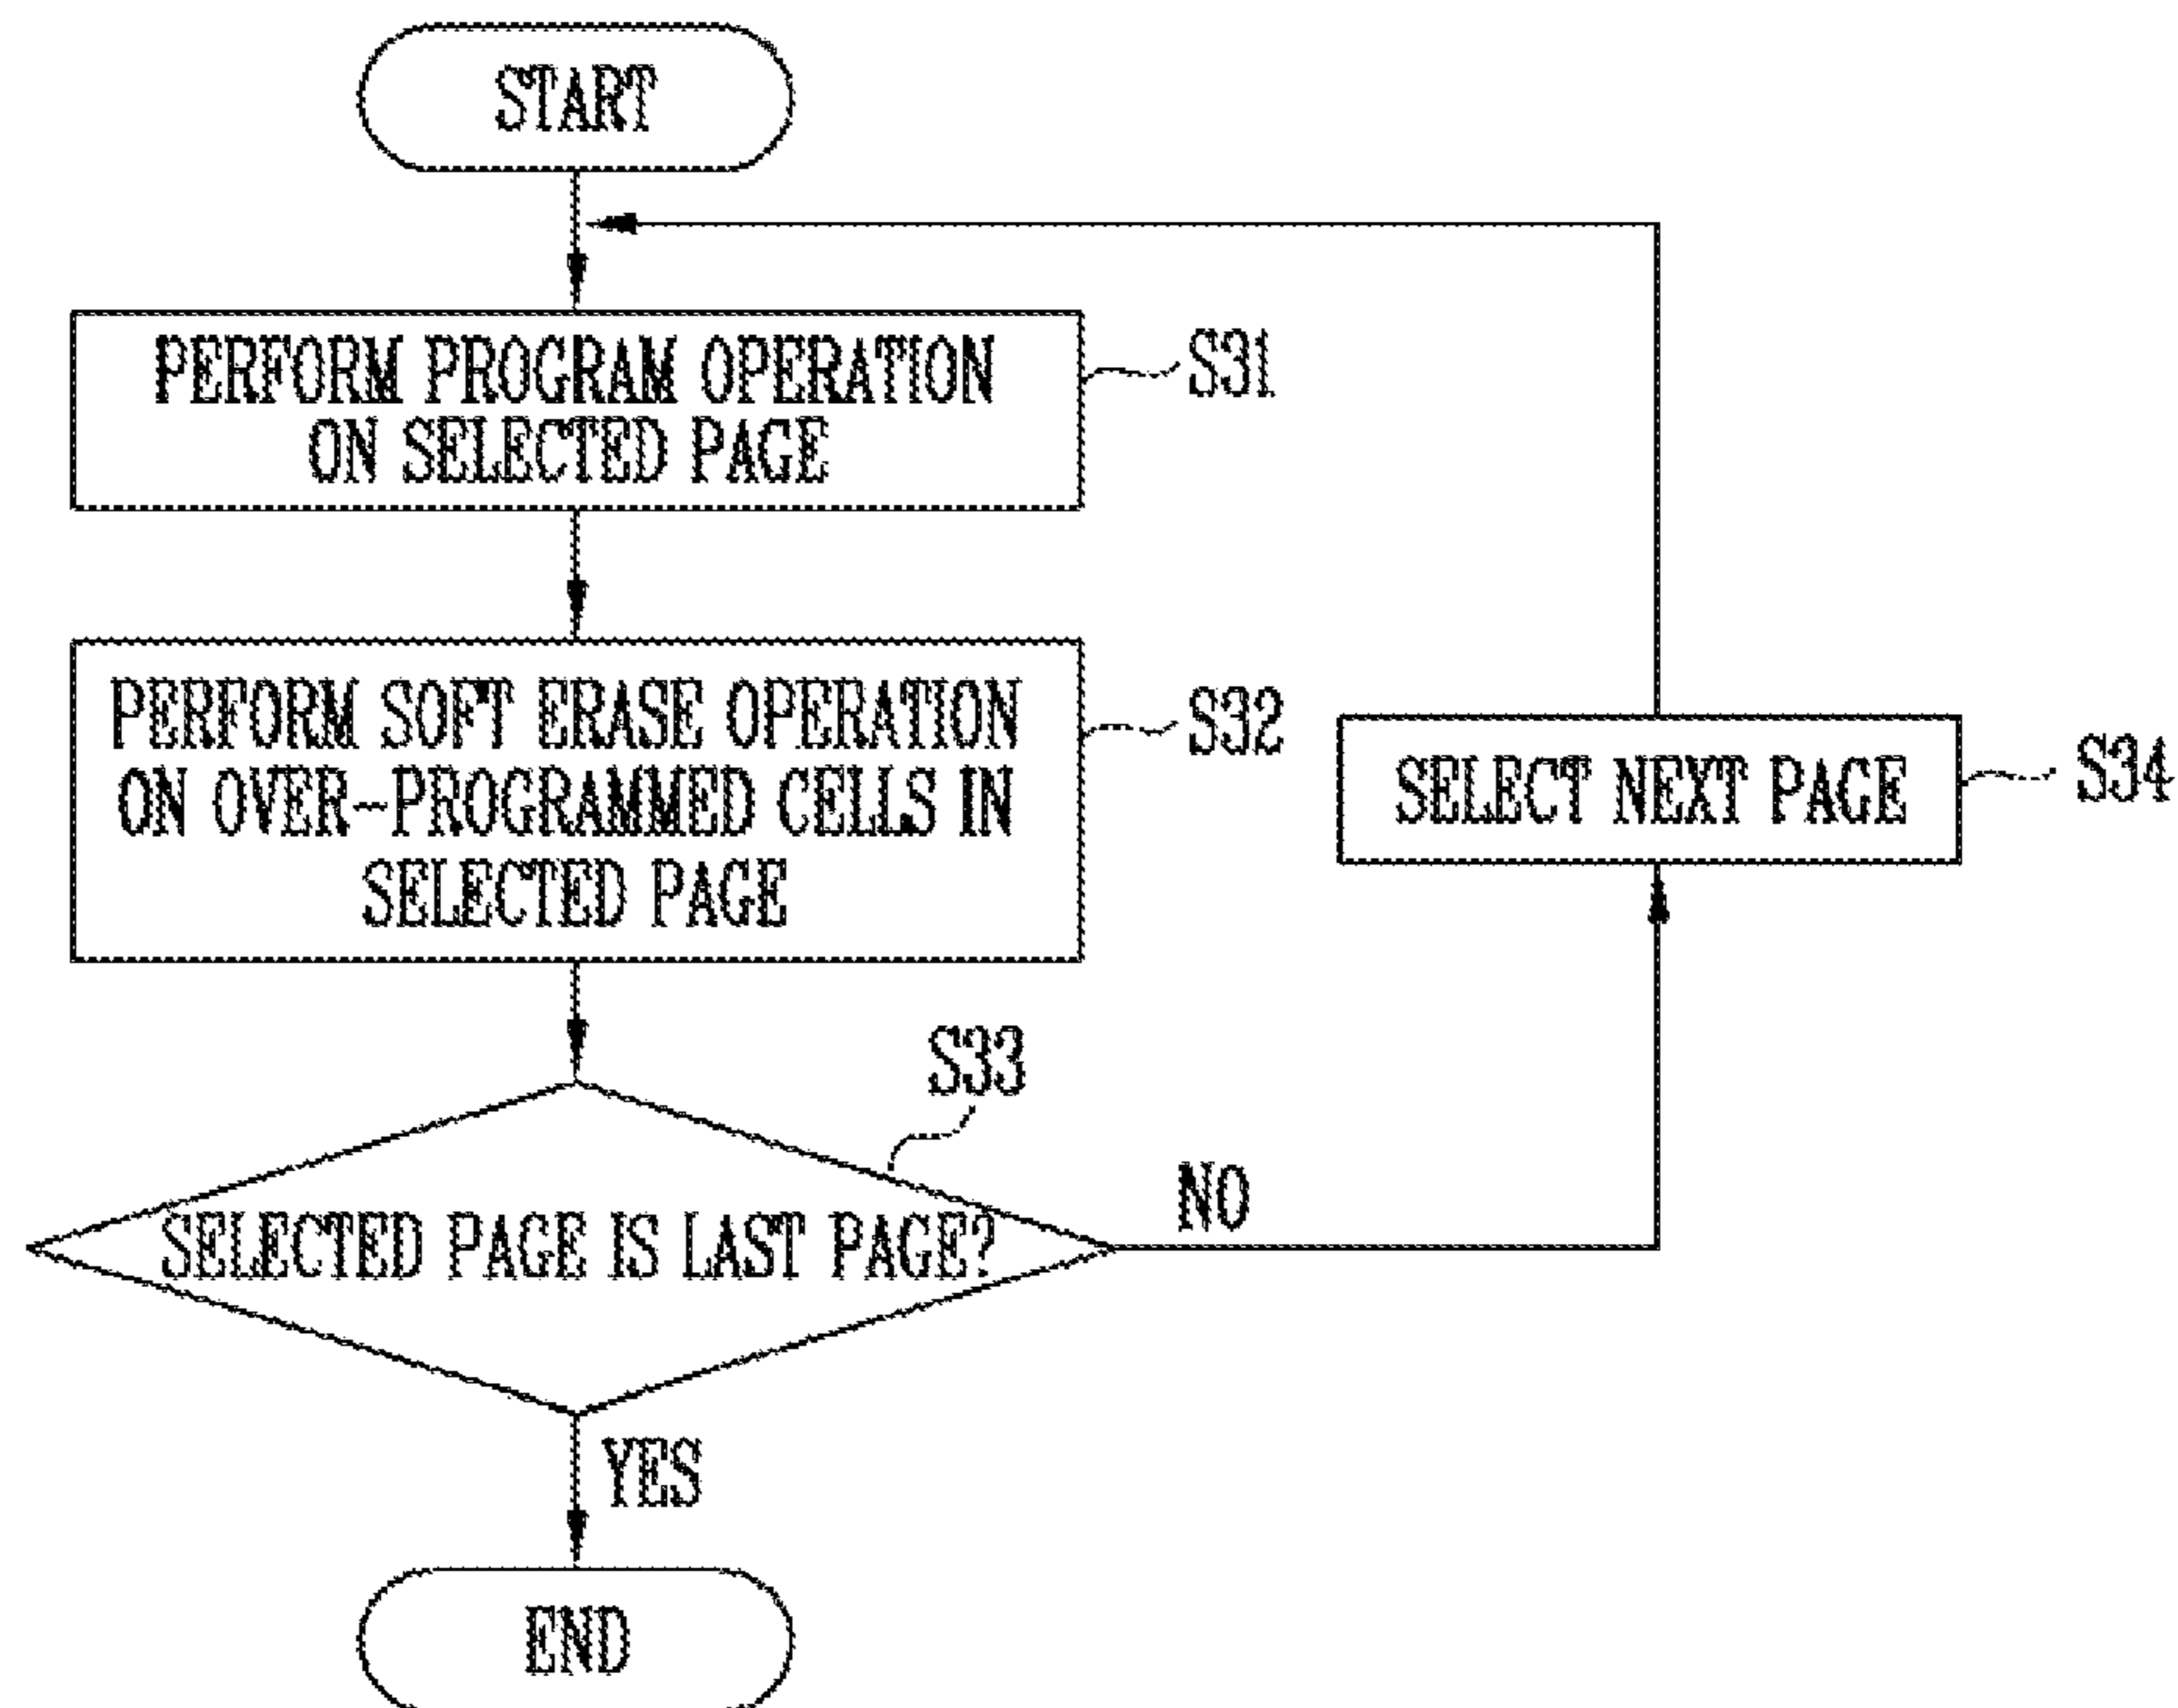 START
PERFORM PROGRAM OPERATION
ON SELECTED PAGE
S31
PERFORM SOFT ERASE OPERATION
ON OVER-PROGRAMMED CELLS IN
SELECTED PAGE
S32
SELECT NEXT PAGE
S34
S33
SELECTED PAGE IS LAST PAGE?
NO
YES
END